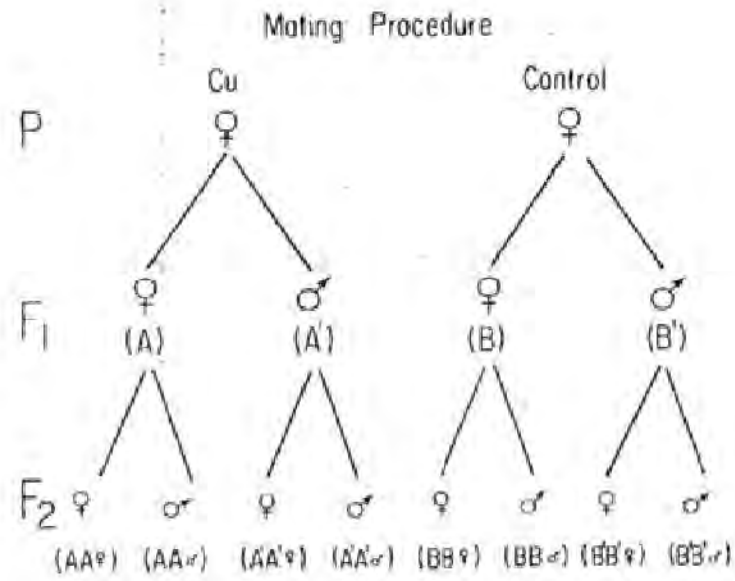 Mating Procedure
Cu Control
P ♀ ♀
F1 ♀ ♂ ♀ ♂
(A) (A') (B) (B')
F2 ♀ ♂ ♀ ♂ ♀ ♂ ♀ ♂
(AA♀) (AA♂) (A'A'♀) (A'A'♂) (BB♀) (BB♂) (B'B'♀) (B'B'♂)